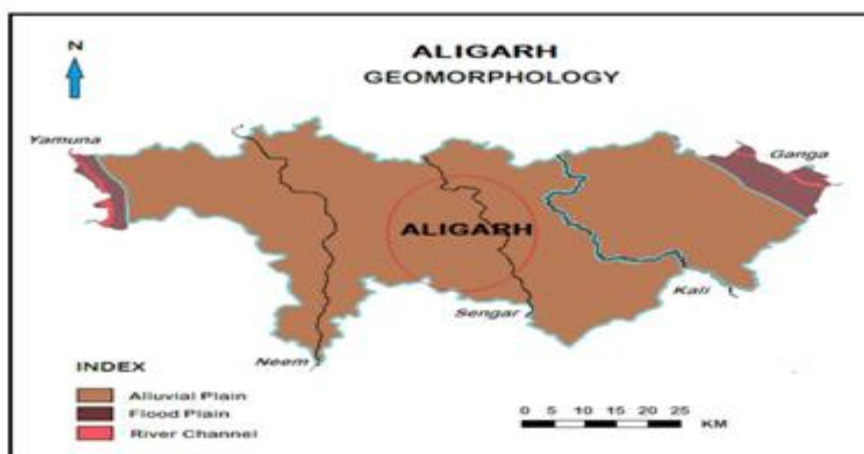 ALIGARH
GEOMORPHOLOGY
N
Yamuna
Ganga
ALIGARH
Kali
Sengar
Neem
INDEX
Alluvial Plain
Flood Plain
River Channel
0 5 10 15 20 25
KM